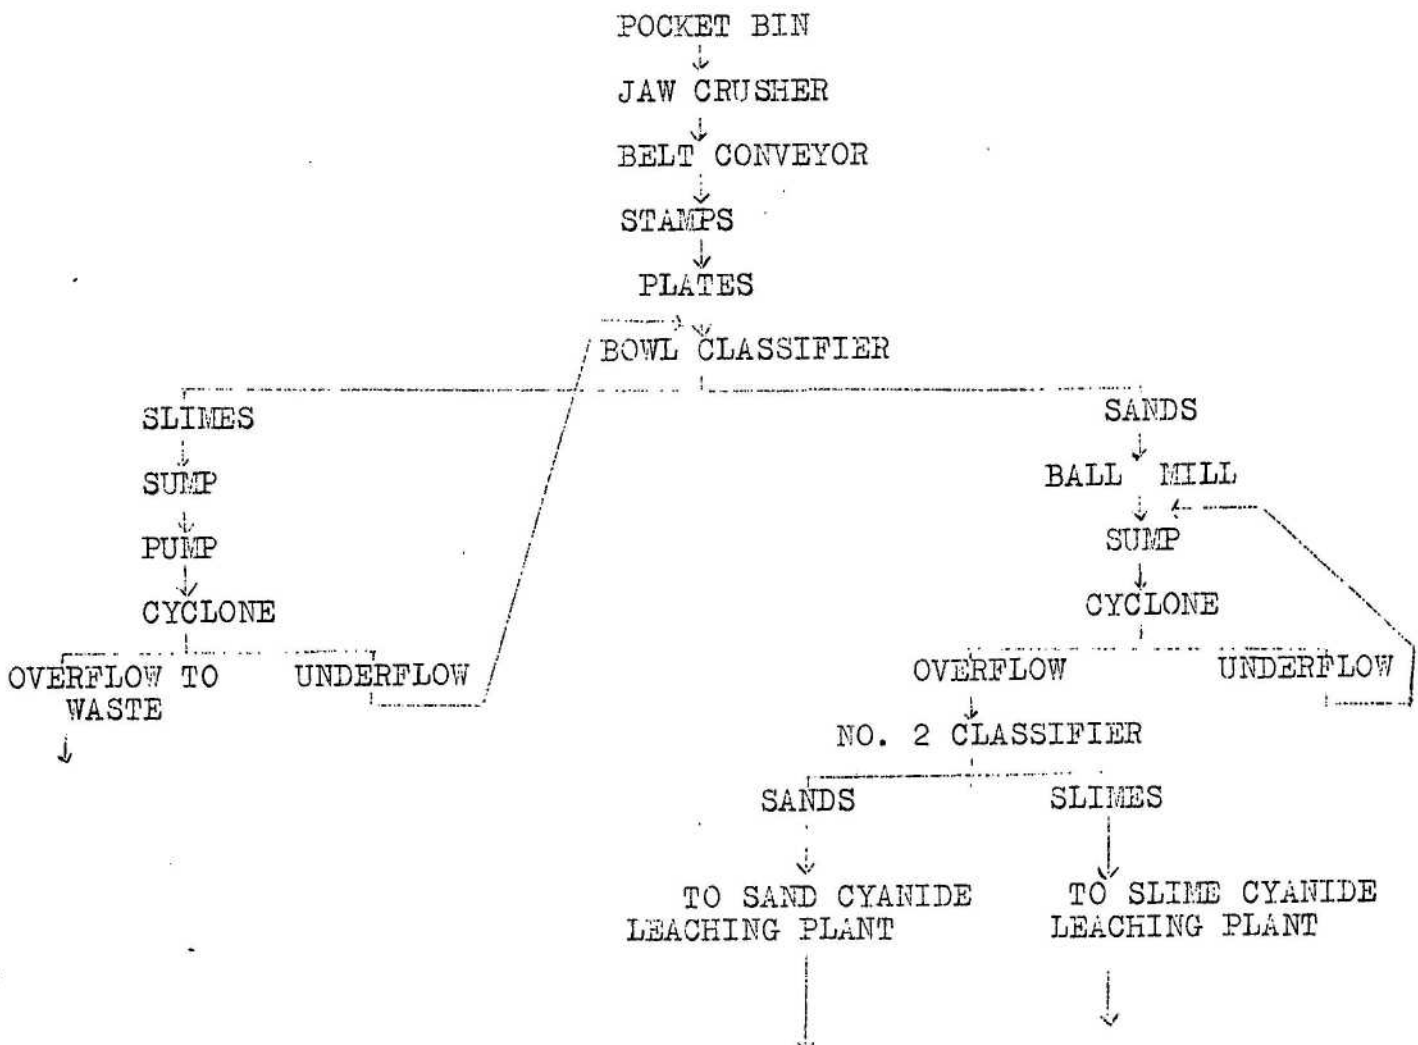 POCKET BIN
JAW CRUSHER
BELT CONVEYOR
STAMPS
PLATES
BOWL CLASSIFIER
SLIMES
SANDS
SUMP
BALL MILL
PUMP
SUMP
CYCLONE
CYCLONE
OVERFLOW TO
WASTE
UNDERFLOW
OVERFLOW
UNDERFLOW
NO. 2 CLASSIFIER
SANDS
SLIMES
TO SAND CYANIDE
LEACHING PLANT
TO SLIME CYANIDE
LEACHING PLANT